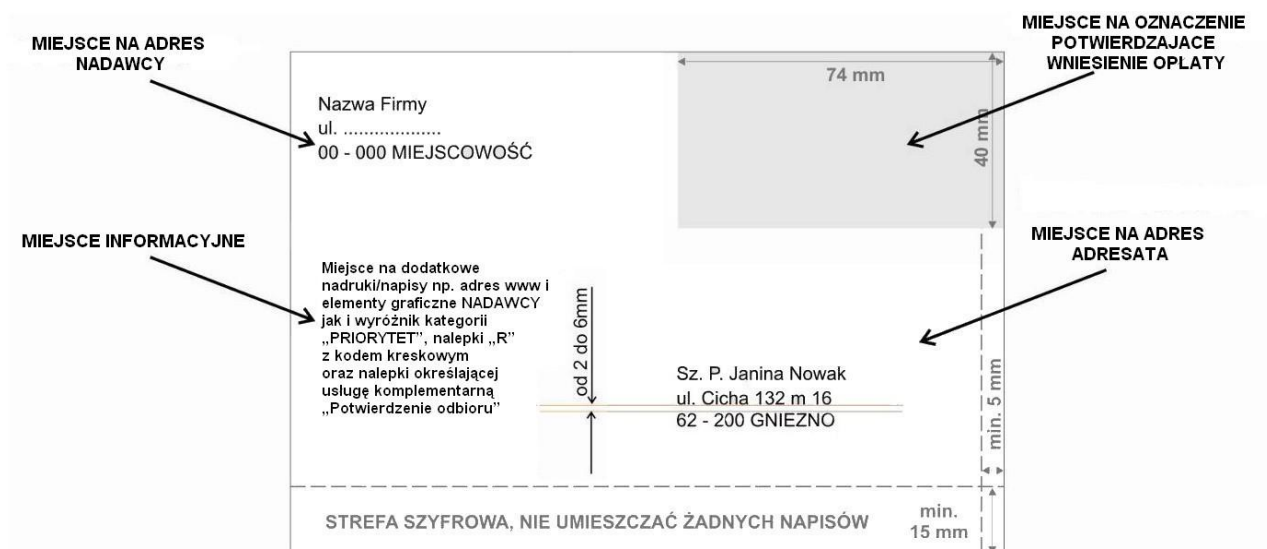 MIEJSCE NA ADRES
NADAWCY
MIEJSCE NA OZNACZENIE
POTWIERDZAJACE
WNIESIENIE OPŁATY
74 mm
40 mm
Nazwa Firmy
ul. ...................
00 - 000 MIEJSCOWOŚĆ
MIEJSCE INFORMACYJNE
MIEJSCE NA ADRES
ADRESATA
Miejsce na dodatkowe
nadruki/napisy np. adres www i
elementy graficzne NADAWCY
jak i wyróżnik kategorii
„PRIORYTET”, nalepki „R”
z kodem kreskowym
oraz nalepki określającej
usługę komplementarną
„Potwierdzenie odbioru”
od 2 do 6mm
Sz. P. Janina Nowak
ul. Cicha 132 m 16
62 - 200 GNIEZNO
min. 5 mm
STREFA SZYFROWA, NIE UMIESZCZAĆ ŻADNYCH NAPISÓW
min.
15 mm